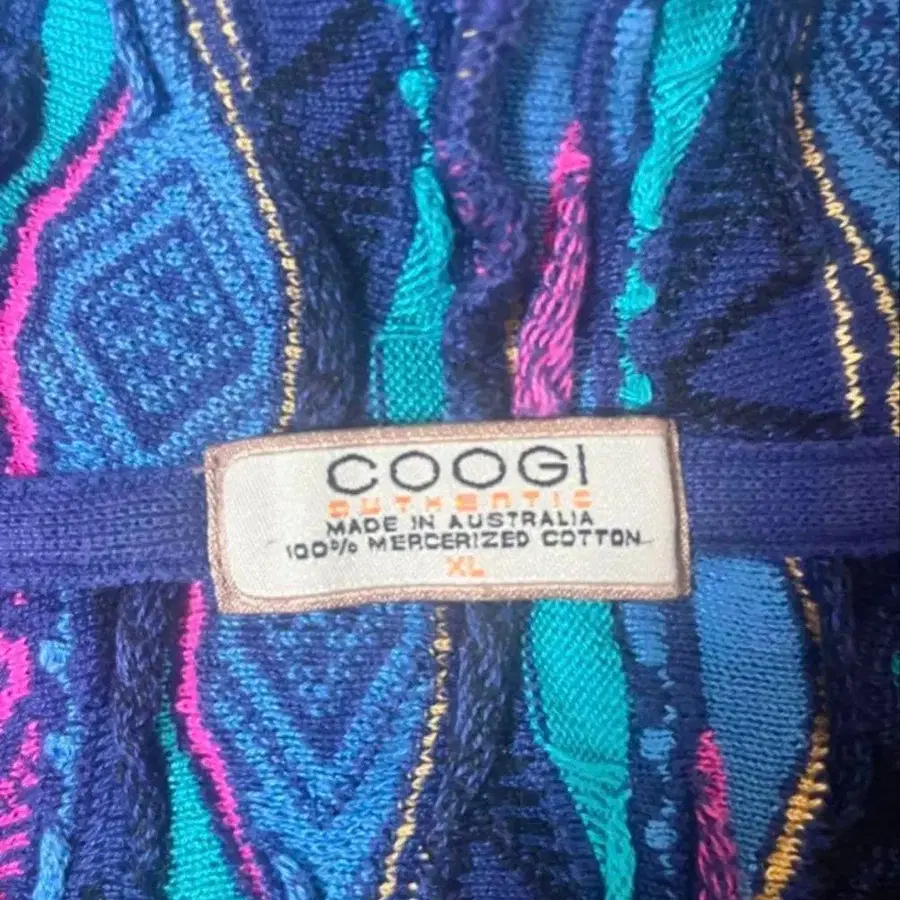 COOGI
AUTHENTIC
MADE IN AUSTRALIA
100% MERCERIZED COTTON
XL